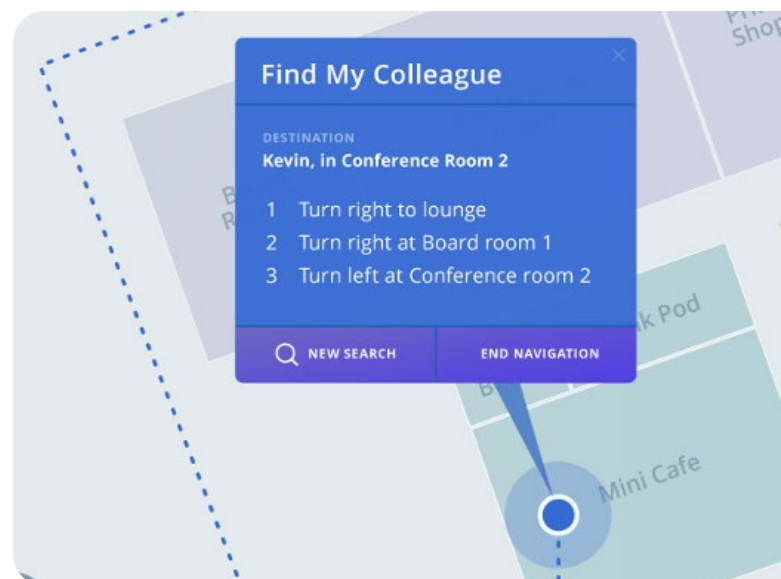 Find My Colleague
DESTINATION
Kevin, in Conference Room 2
1 Turn right to lounge
2 Turn right at Board room 1
3 Turn left at Conference room 2
NEW SEARCH
END NAVIGATION
Pod
Mini Cafe